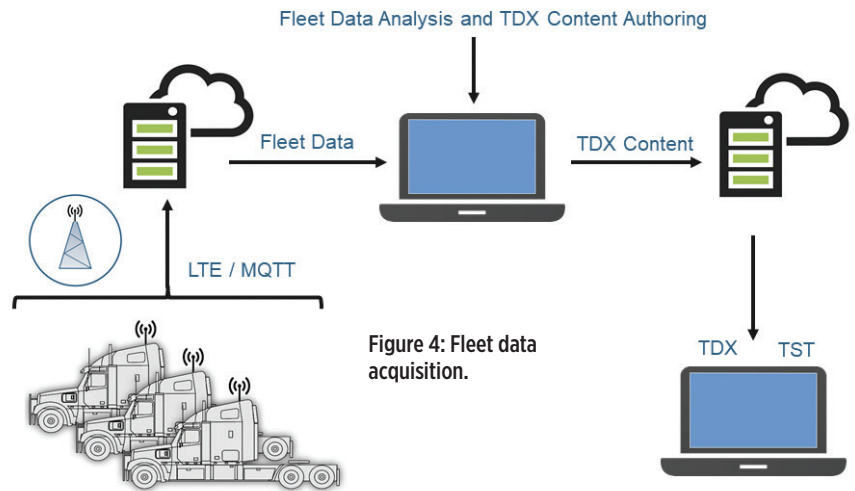 Fleet Data Analysis and TDX Content Authoring
Fleet Data
TDX Content
LTE / MQTT
Figure 4: Fleet data
acquisition.
TDX TST